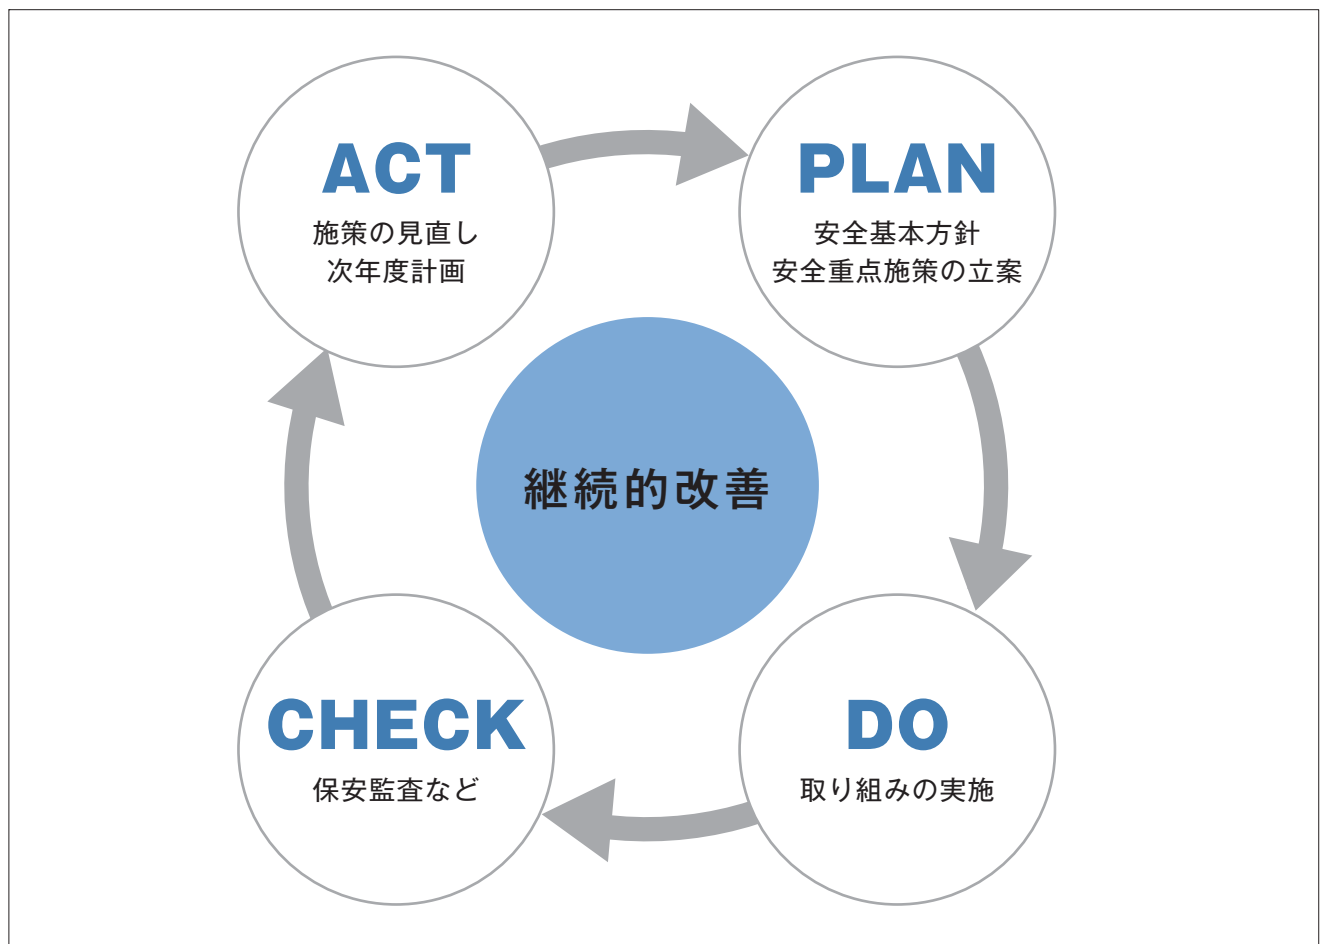 ACT
施策の見直し
次年度計画
PLAN
安全基本方針
安全重点施策の立案
継続的改善
CHECK
保安監査など
DO
取り組みの実施